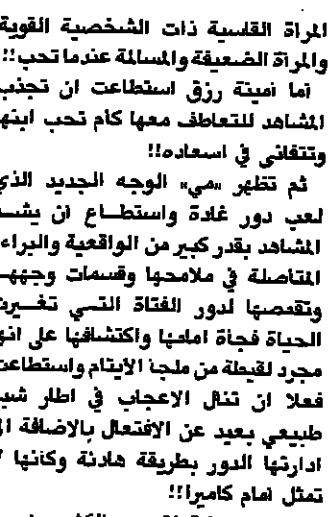 المرأة القاسية ذات الشخصية القوية
والمرأة الضعيفة والمسالمة عندما تحب!!
أما أمينة رزق استطاعت ان تجذب
المشاهد للتعاطف معها كأم تحب ابنها
وتتفانى في اسعاده!!
ثم تظهر «مي» الوجه الجديد الذي
لعب دور غادة واستطاع ان يشد
المشاهد بقدر كبير من الواقعية والبراءة
المتأصلة في ملامحها وقسمات وجهها
وتقمصها لدور الفتاة التي تغيرت
الحياة فجأة امامها واكتشافها على انها
مجرد لقيطة من ملجأ الأيتام واستطاعت
فعلا ان تنال الاعجاب في اطار شبه
طبيعي بعيد عن الافتعال بالاضافة الى
ادارتها الدور بطريقة هادئة وكأنها لا
تمثل امام كاميرا!!